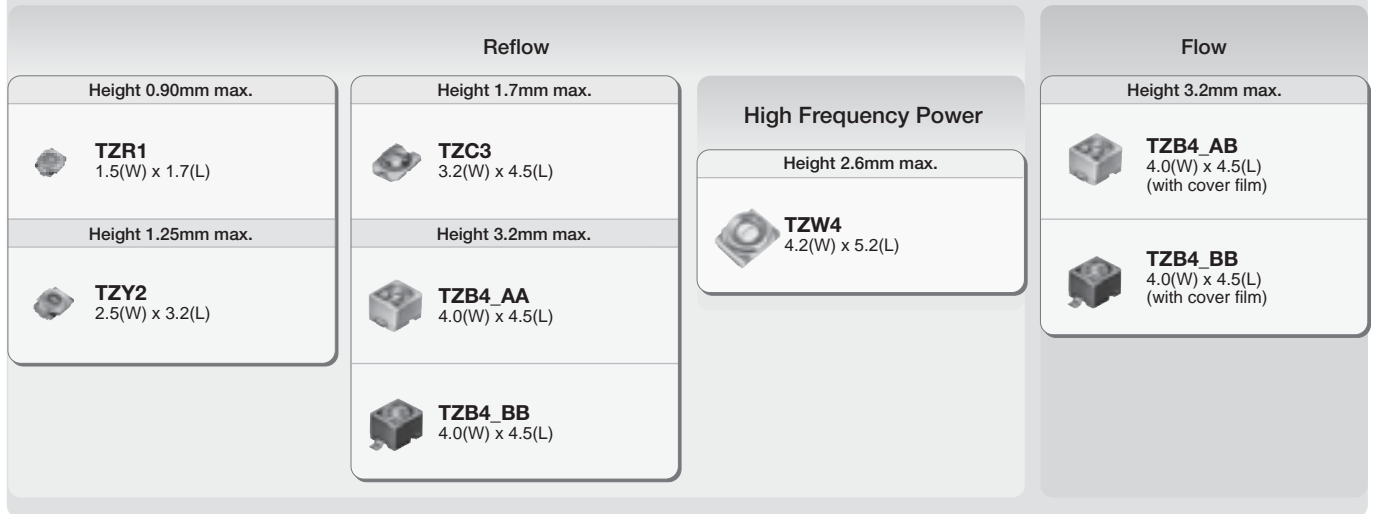 Reflow
Height 0.90mm max.
TZR1
1.5(W) x 1.7(L)
Height 1.25mm max.
TZY2
2.5(W) x 3.2(L)
Height 1.7mm max.
TZC3
3.2(W) x 4.5(L)
Height 3.2mm max.
TZB4_AA
4.0(W) x 4.5(L)
TZB4_BB
4.0(W) x 4.5(L)
High Frequency Power
Height 2.6mm max.
TZW4
4.2(W) x 5.2(L)
Flow
Height 3.2mm max.
TZB4_AB
4.0(W) x 4.5(L)
(with cover film)
TZB4_BB
4.0(W) x 4.5(L)
(with cover film)